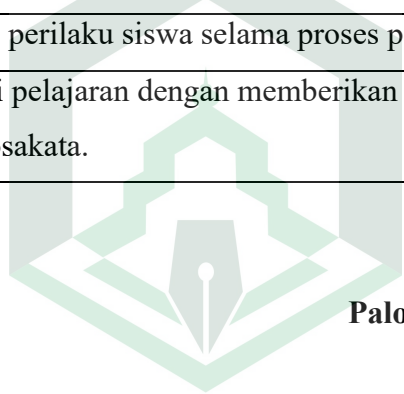 perilaku siswa selama proses p
i pelajaran dengan memberikan
sakata.
Palo